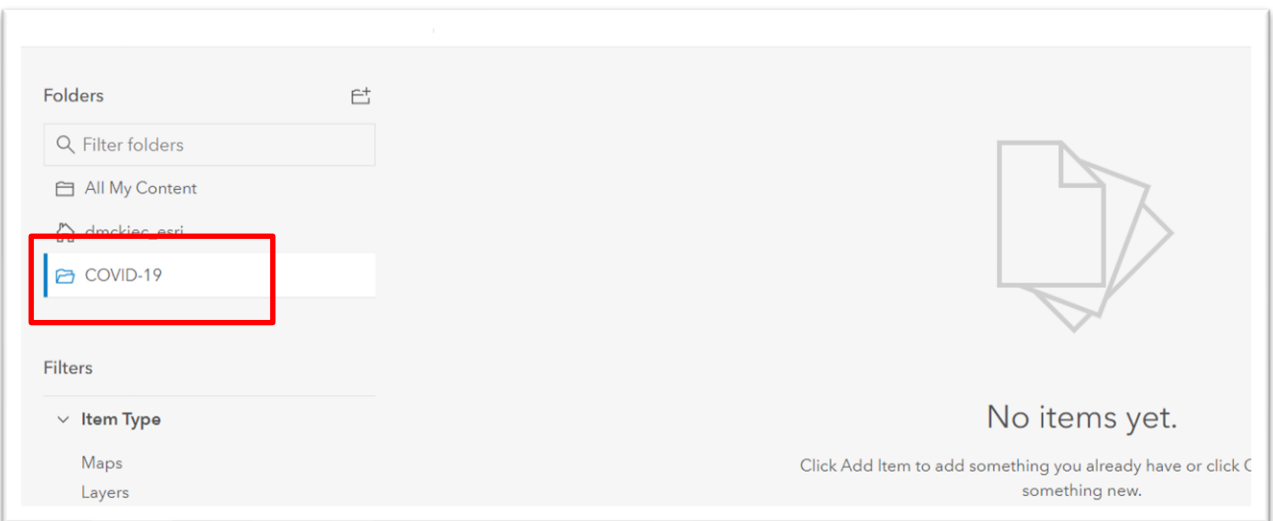 Folders
Filter folders
All My Content
dmckiec_esri
COVID-19
Filters
Item Type
Maps
Layers
No items yet.
Click Add Item to add something you already have or click C
something new.